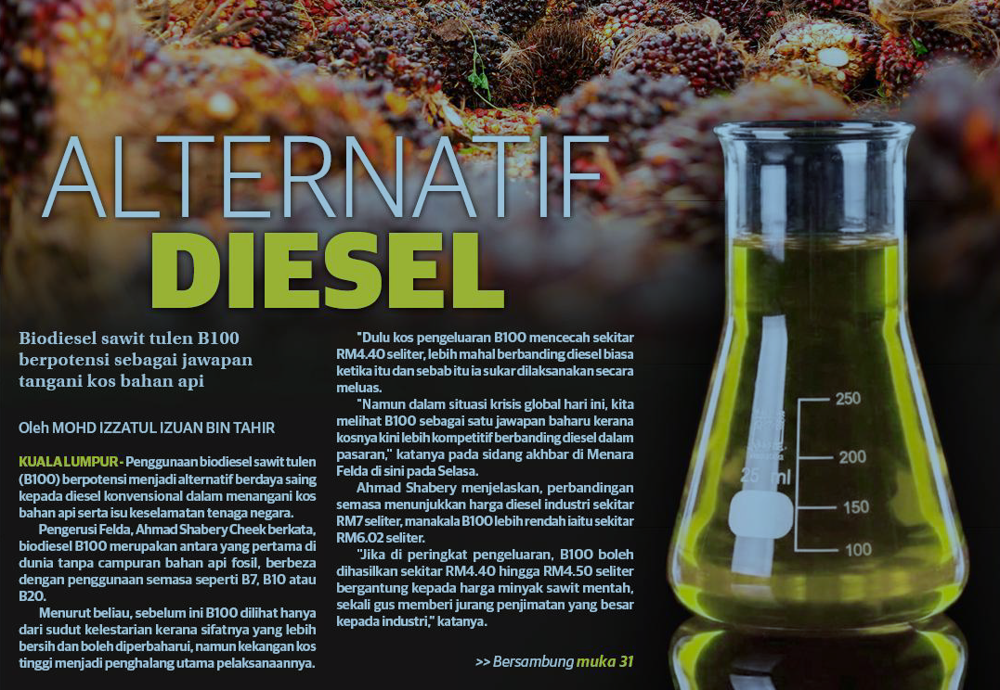 ALTERNATIF
DIESEL
Biodiesel sawit tulen B100
berpotensi sebagai jawapan
tangani kos bahan api
Oleh MOHD IZZATUL IZUAN BIN TAHIR
KUALA LUMPUR - Penggunaan biodiesel sawit tulen
(B100) berpotensi menjadi alternatif berdaya saing
kepada diesel konvensional dalam menangani kos
bahan api serta isu keselamatan tenaga negara.
Pengerusi Felda, Ahmad Shabery Cheek berkata,
biodiesel B100 merupakan antara yang pertama di
dunia tanpa campuran bahan api fosil, berbeza
dengan penggunaan semasa seperti B7, B10 atau
B20.
Menurut beliau, sebelum ini B100 dilihat hanya
dari sudut kelestarian kerana sifatnya yang lebih
bersih dan boleh diperbaharui, namun kekangan kos
tinggi menjadi penghalang utama pelaksanaannya.
"Dulu kos pengeluaran B100 mencecah sekitar
RM4.40 seliter, lebih mahal berbanding diesel biasa
ketika itu dan sebab itu ia sukar dilaksanakan secara
meluas.
"Namun dalam situasi krisis global hari ini, kita
melihat B100 sebagai satu jawapan baharu kerana
kosnya kini lebih kompetitif berbanding diesel dalam
pasaran," katanya pada sidang akhbar di Menara
Felda di sini pada Selasa.
Ahmad Shabery menjelaskan, perbandingan
semasa menunjukkan harga diesel industri sekitar
RM7 seliter, manakala B100 lebih rendah iaitu sekitar
RM6.02 seliter.
"Jika di peringkat pengeluaran, B100 boleh
dihasilkan sekitar RM4.40 hingga RM4.50 seliter
bergantung kepada harga minyak sawit mentah,
sekali gus memberi jurang penjimatan yang besar
kepada industri," katanya.
>> Bersambung muka 31
250
200
25 ml
150
100